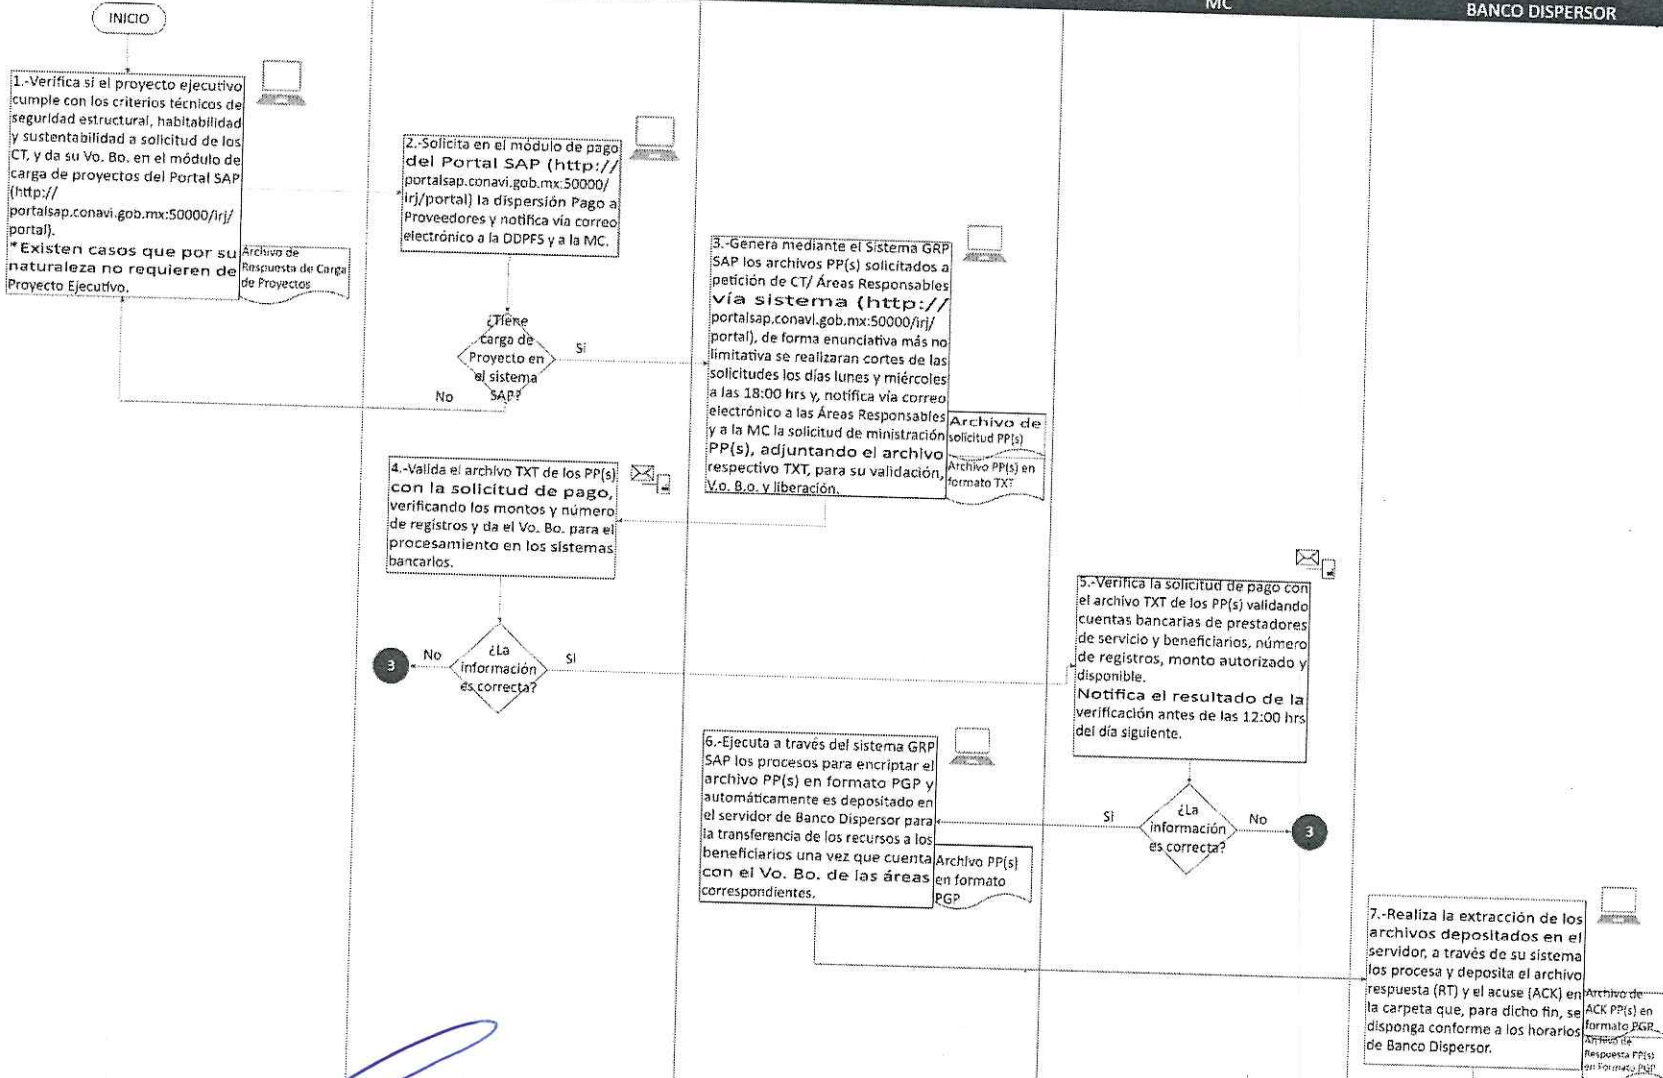 MC
BANCO DISPERSOR
INICIO
1.-Verifica si el proyecto ejecutivo
cumple con los criterios técnicos de
seguridad estructural, habitabilidad
y sustentabilidad a solicitud de los
CT, y da su Vo. Bo. en el módulo de
carga de proyectos del Portal SAP
(http://
portalsap.conavi.gob.mx:50000/irj/
portal).
*Existen casos que por su
naturaleza no requieren de
Proyecto Ejecutivo.
Archivo de
Respuesta de Carga
de Proyectos
2.-Solicita en el módulo de pago
del Portal SAP (http://
portalsap.conavi.gob.mx:50000/
irj/portal) la dispersión Pago a
Proveedores y notifica vía correo
electrónico a la DDPFS y a la MC.
¿Tiene
carga de
Proyecto en
el sistema
SAP?
Si
No
3.-Genera mediante el Sistema GRP
SAP los archivos PP(s) solicitados a
petición de CT/ Áreas Responsables
vía sistema (http://
portalsap.conavi.gob.mx:50000/irj/
portal), de forma enunciativa más no
limitativa se realizaran cortes de las
solicitudes los días lunes y miércoles
a las 18:00 hrs y, notifica vía correo
electrónico a las Áreas Responsables
y a la MC la solicitud de ministración
PP(s), adjuntando el archivo
respectivo TXT, para su validación,
V.o. B.o. y liberación.
Archivo de
solicitud PP(s)
Archivo PP(s) en
formato TXT
4.-Valida el archivo TXT de los PP(s)
con la solicitud de pago,
verificando los montos y número
de registros y da el Vo. Bo. para el
procesamiento en los sistemas
bancarios.
¿La
información
es correcta?
No
Si
3
5.-Verifica la solicitud de pago con
el archivo TXT de los PP(s) validando
cuentas bancarias de prestadores
de servicio y beneficiarios, número
de registros, monto autorizado y
disponible.
Notifica el resultado de la
verificación antes de las 12:00 hrs
del día siguiente.
¿La
información
es correcta?
Si
No
3
6.-Ejecuta a través del sistema GRP
SAP los procesos para encriptar el
archivo PP(s) en formato PGP y
automáticamente es depositado en
el servidor de Banco Dispersor para
la transferencia de los recursos a los
beneficiarios una vez que cuenta
con el Vo. Bo. de las áreas
correspondientes.
Archivo PP(s)
en formato
PGP
7.-Realiza la extracción de los
archivos depositados en el
servidor, a través de su sistema
los procesa y deposita el archivo
respuesta (RT) y el acuse (ACK) en
la carpeta que, para dicho fin, se
disponga conforme a los horarios
de Banco Dispersor.
Archivo de
ACK PP(s) en
formato PGP
Archivo de
Respuesta PP(s)
en Formato PGP